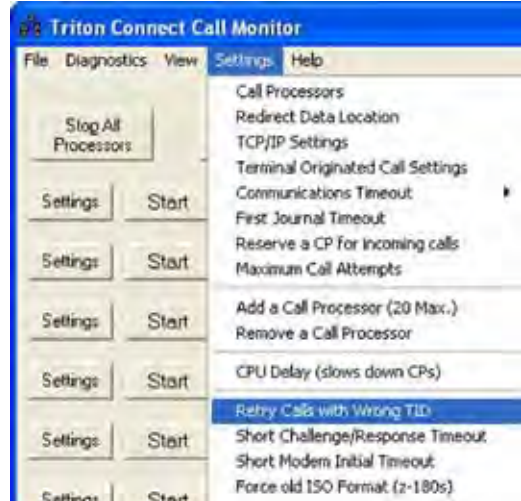 Triton Connect Call Monitor
File Diagnostics View Settings Help
Stop All
Processors
Settings Start
Settings Start
Settings Start
Settings Start
Settings Start
Settings Start
Call Processors
Redirect Data Location
TCP/IP Settings
Terminal Originated Call Settings
Communications Timeout
First Journal Timeout
Reserve a CP for incoming calls
Maximum Call Attempts
Add a Call Processor (20 Max.)
Remove a Call Processor
CPU Delay (slows down CPs)
Retry Calls with Wrong TID
Short Challenge/Response Timeout
Short Modem Initial Timeout
Force old ISO Format (z-180s)